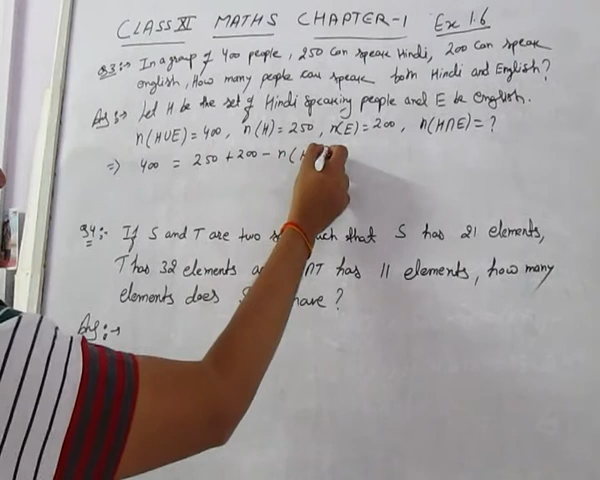 CLASS XI MATHS CHAPTER-1 Ex 1.6
Q3:→ In a group of 400 people, 250 can speak Hindi, 200 can speak
english, How many people can speak both Hindi and English?
Ans:→ Let H be the set of Hindi speaking people and E be English.
n(HUE) = 400, n(H) = 250, n(E) = 200, n(H∩E) = ?
⇒ 400 = 250 + 200 - n(H
Q4:- If S and T are two such that S has 21 elements,
T has 32 elements and ∩T has 11 elements, how many
elements does S have?
Ans:→